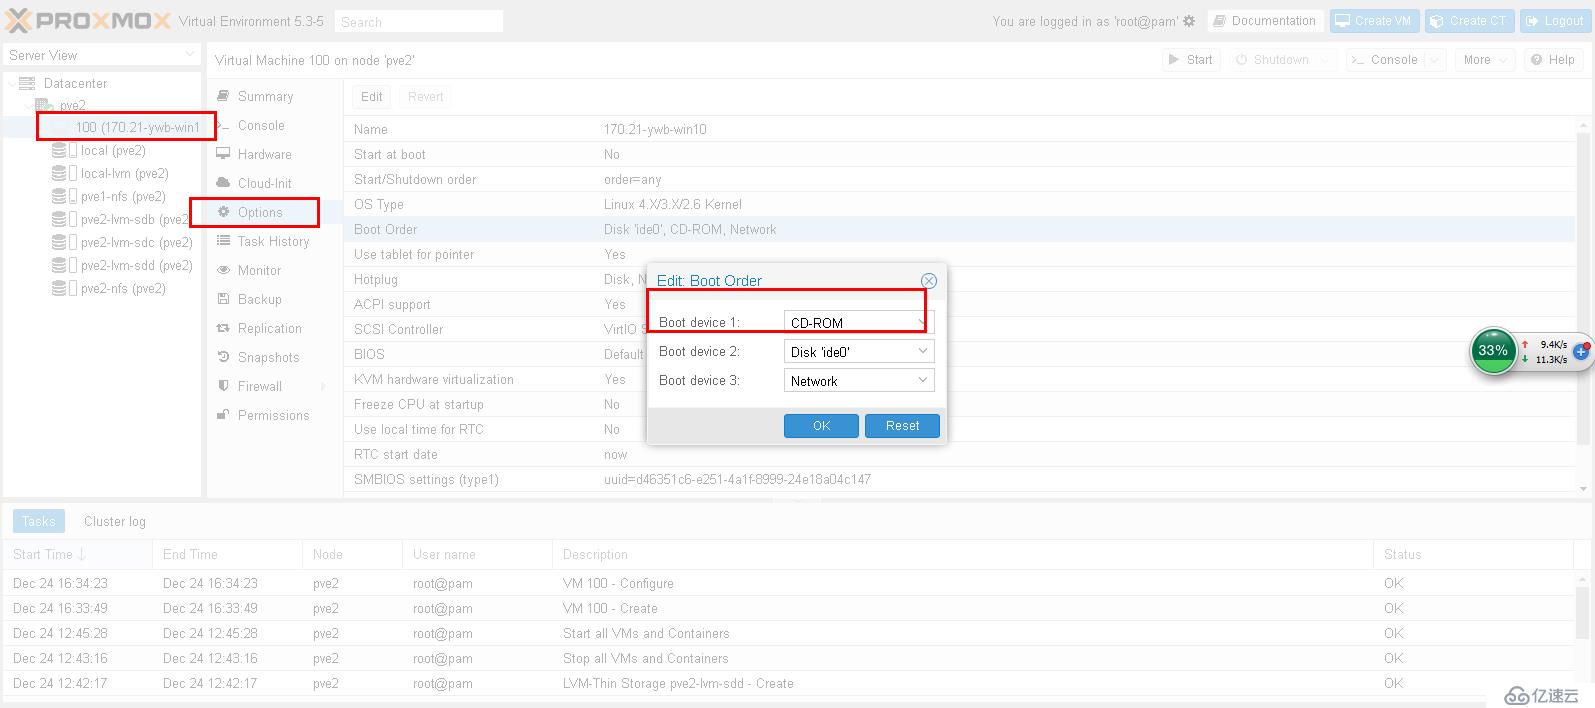 PROXMOX Virtual Environment 5.3-5 Search You are logged in as 'root@pam' Documentation Create VM Create CT Logout
Server View
Virtual Machine 100 on node 'pve2' Start Shutdown >_ Console More Help
Datacenter
pve2
100 (170.21-ywb-win1
local (pve2)
local-lvm (pve2)
pve1-nfs (pve2)
pve2-lvm-sdb (pve2
pve2-lvm-sdc (pve2)
pve2-lvm-sdd (pve2)
pve2-nfs (pve2)
Summary
>_ Console
Hardware
Cloud-Init
Options
Task History
Monitor
Backup
Replication
Snapshots
Firewall
Permissions
Edit Revert
Name 170.21-ywb-win10
Start at boot No
Start/Shutdown order order=any
OS Type Linux 4.X/3.X/2.6 Kernel
Boot Order Disk 'ide0', CD-ROM, Network
Use tablet for pointer Yes
Hotplug Disk, N
ACPI support Yes
SCSI Controller VirtIO S
BIOS Default
KVM hardware virtualization Yes
Freeze CPU at startup No
Use local time for RTC No
RTC start date now
SMBIOS settings (type1) uuid=d46351c6-e251-4a1f-8999-24e18a04c147
Edit: Boot Order
Boot device 1: CD-ROM
Boot device 2: Disk 'ide0'
Boot device 3: Network
OK Reset
33% 9.4K/s
11.3K/s
Tasks Cluster log
Start Time End Time Node User name Description Status
Dec 24 16:34:23 Dec 24 16:34:23 pve2 root@pam VM 100 - Configure OK
Dec 24 16:33:49 Dec 24 16:33:49 pve2 root@pam VM 100 - Create OK
Dec 24 12:45:28 Dec 24 12:45:28 pve2 root@pam Start all VMs and Containers OK
Dec 24 12:43:16 Dec 24 12:43:16 pve2 root@pam Stop all VMs and Containers OK
Dec 24 12:42:17 Dec 24 12:42:17 pve2 root@pam LVM-Thin Storage pve2-lvm-sdd - Create OK
亿速云